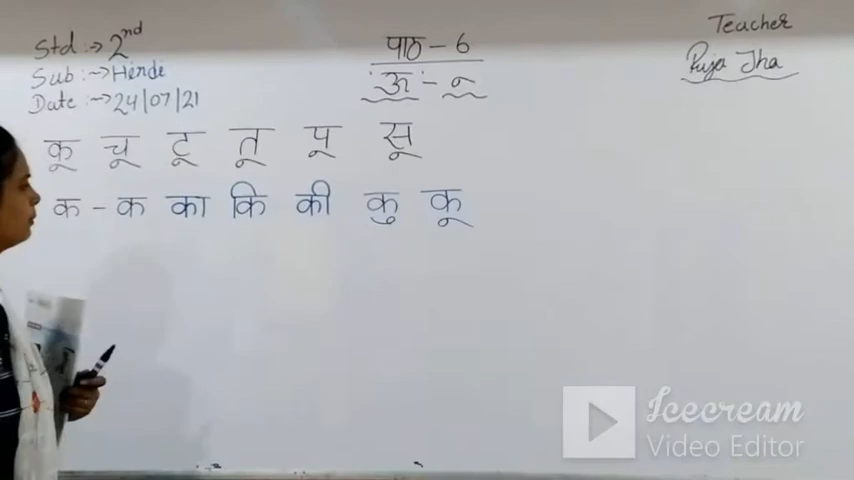 Std :-> 2nd
Sub :-> Hindi
Date :-> 24/07/21
पाठ - 6
ऊ - ू
Teacher
Puja Jha
कू चू टू तू पू सू
क - क का कि की कु कू
Icecream
Video Editor